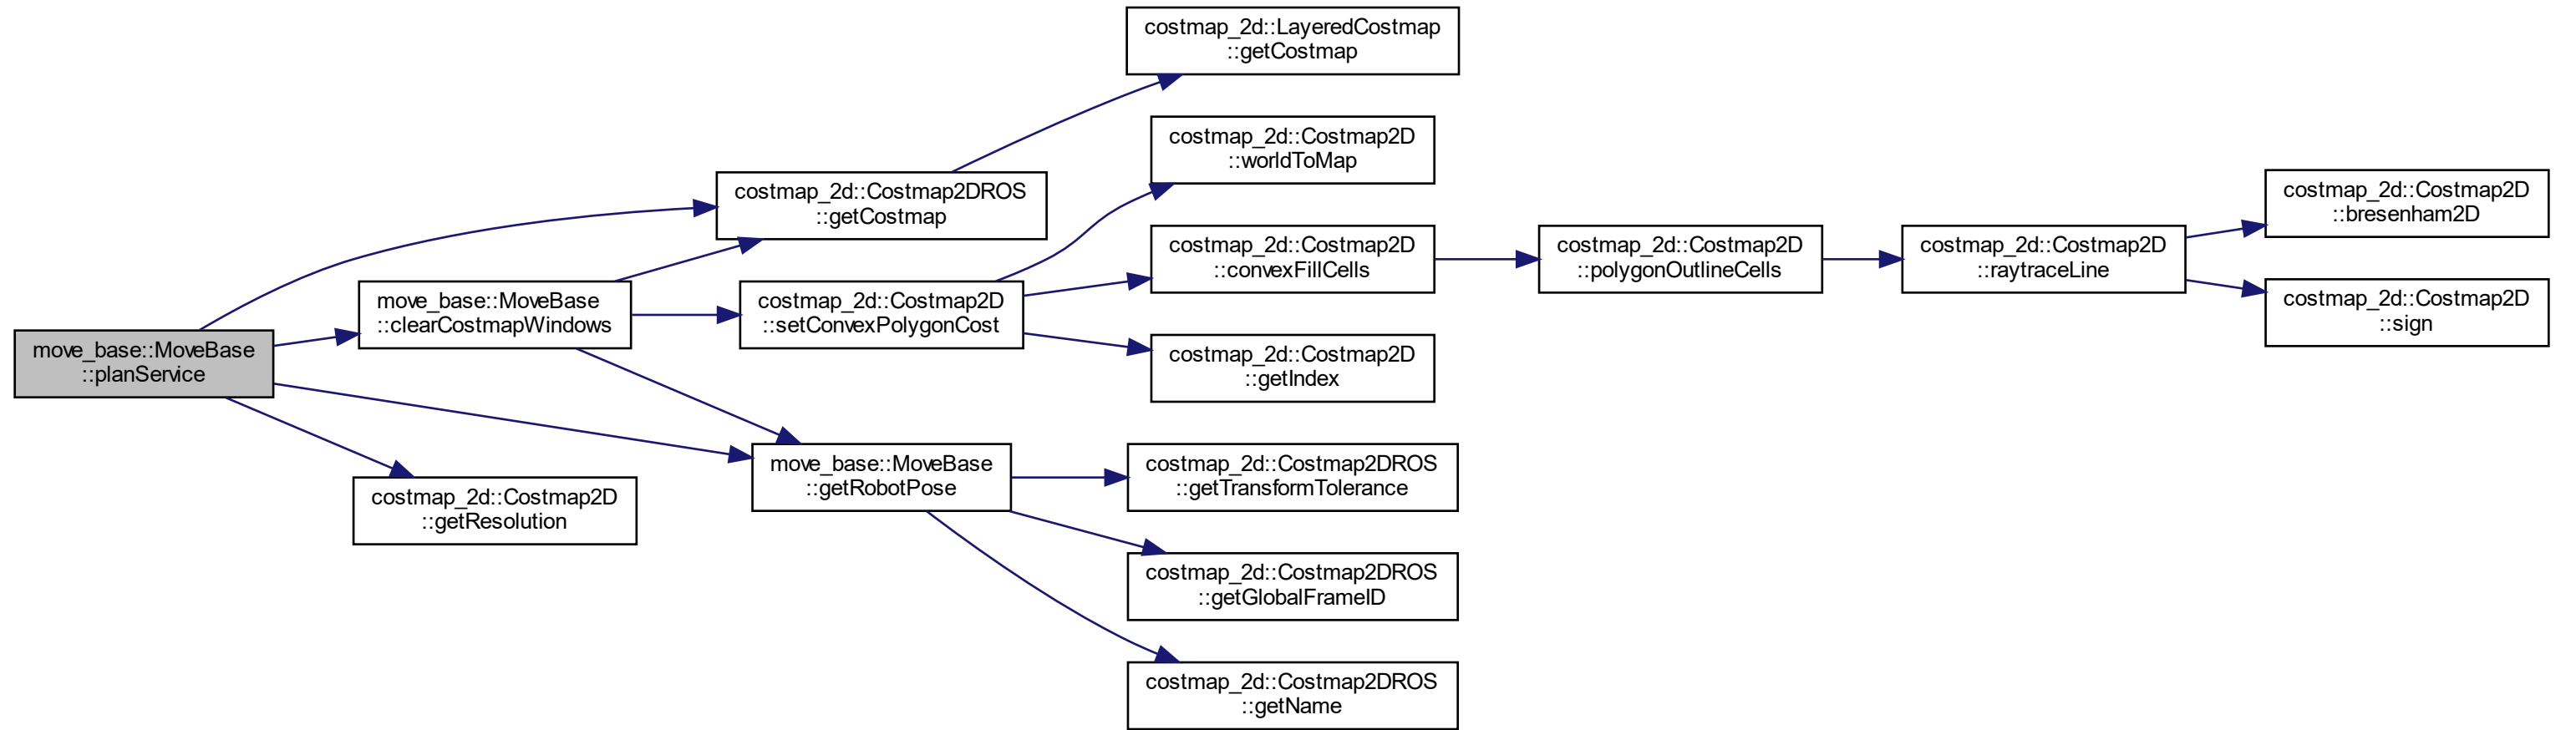 move_base::MoveBase
::planService
costmap_2d::Costmap2DROS
::getCostmap
costmap_2d::LayeredCostmap
::getCostmap
move_base::MoveBase
::clearCostmapWindows
costmap_2d::Costmap2D
::setConvexPolygonCost
costmap_2d::Costmap2D
::worldToMap
costmap_2d::Costmap2D
::convexFillCells
costmap_2d::Costmap2D
::polygonOutlineCells
costmap_2d::Costmap2D
::raytraceLine
costmap_2d::Costmap2D
::bresenham2D
costmap_2d::Costmap2D
::sign
costmap_2d::Costmap2D
::getIndex
move_base::MoveBase
::getRobotPose
costmap_2d::Costmap2DROS
::getTransformTolerance
costmap_2d::Costmap2DROS
::getGlobalFrameID
costmap_2d::Costmap2DROS
::getName
costmap_2d::Costmap2D
::getResolution